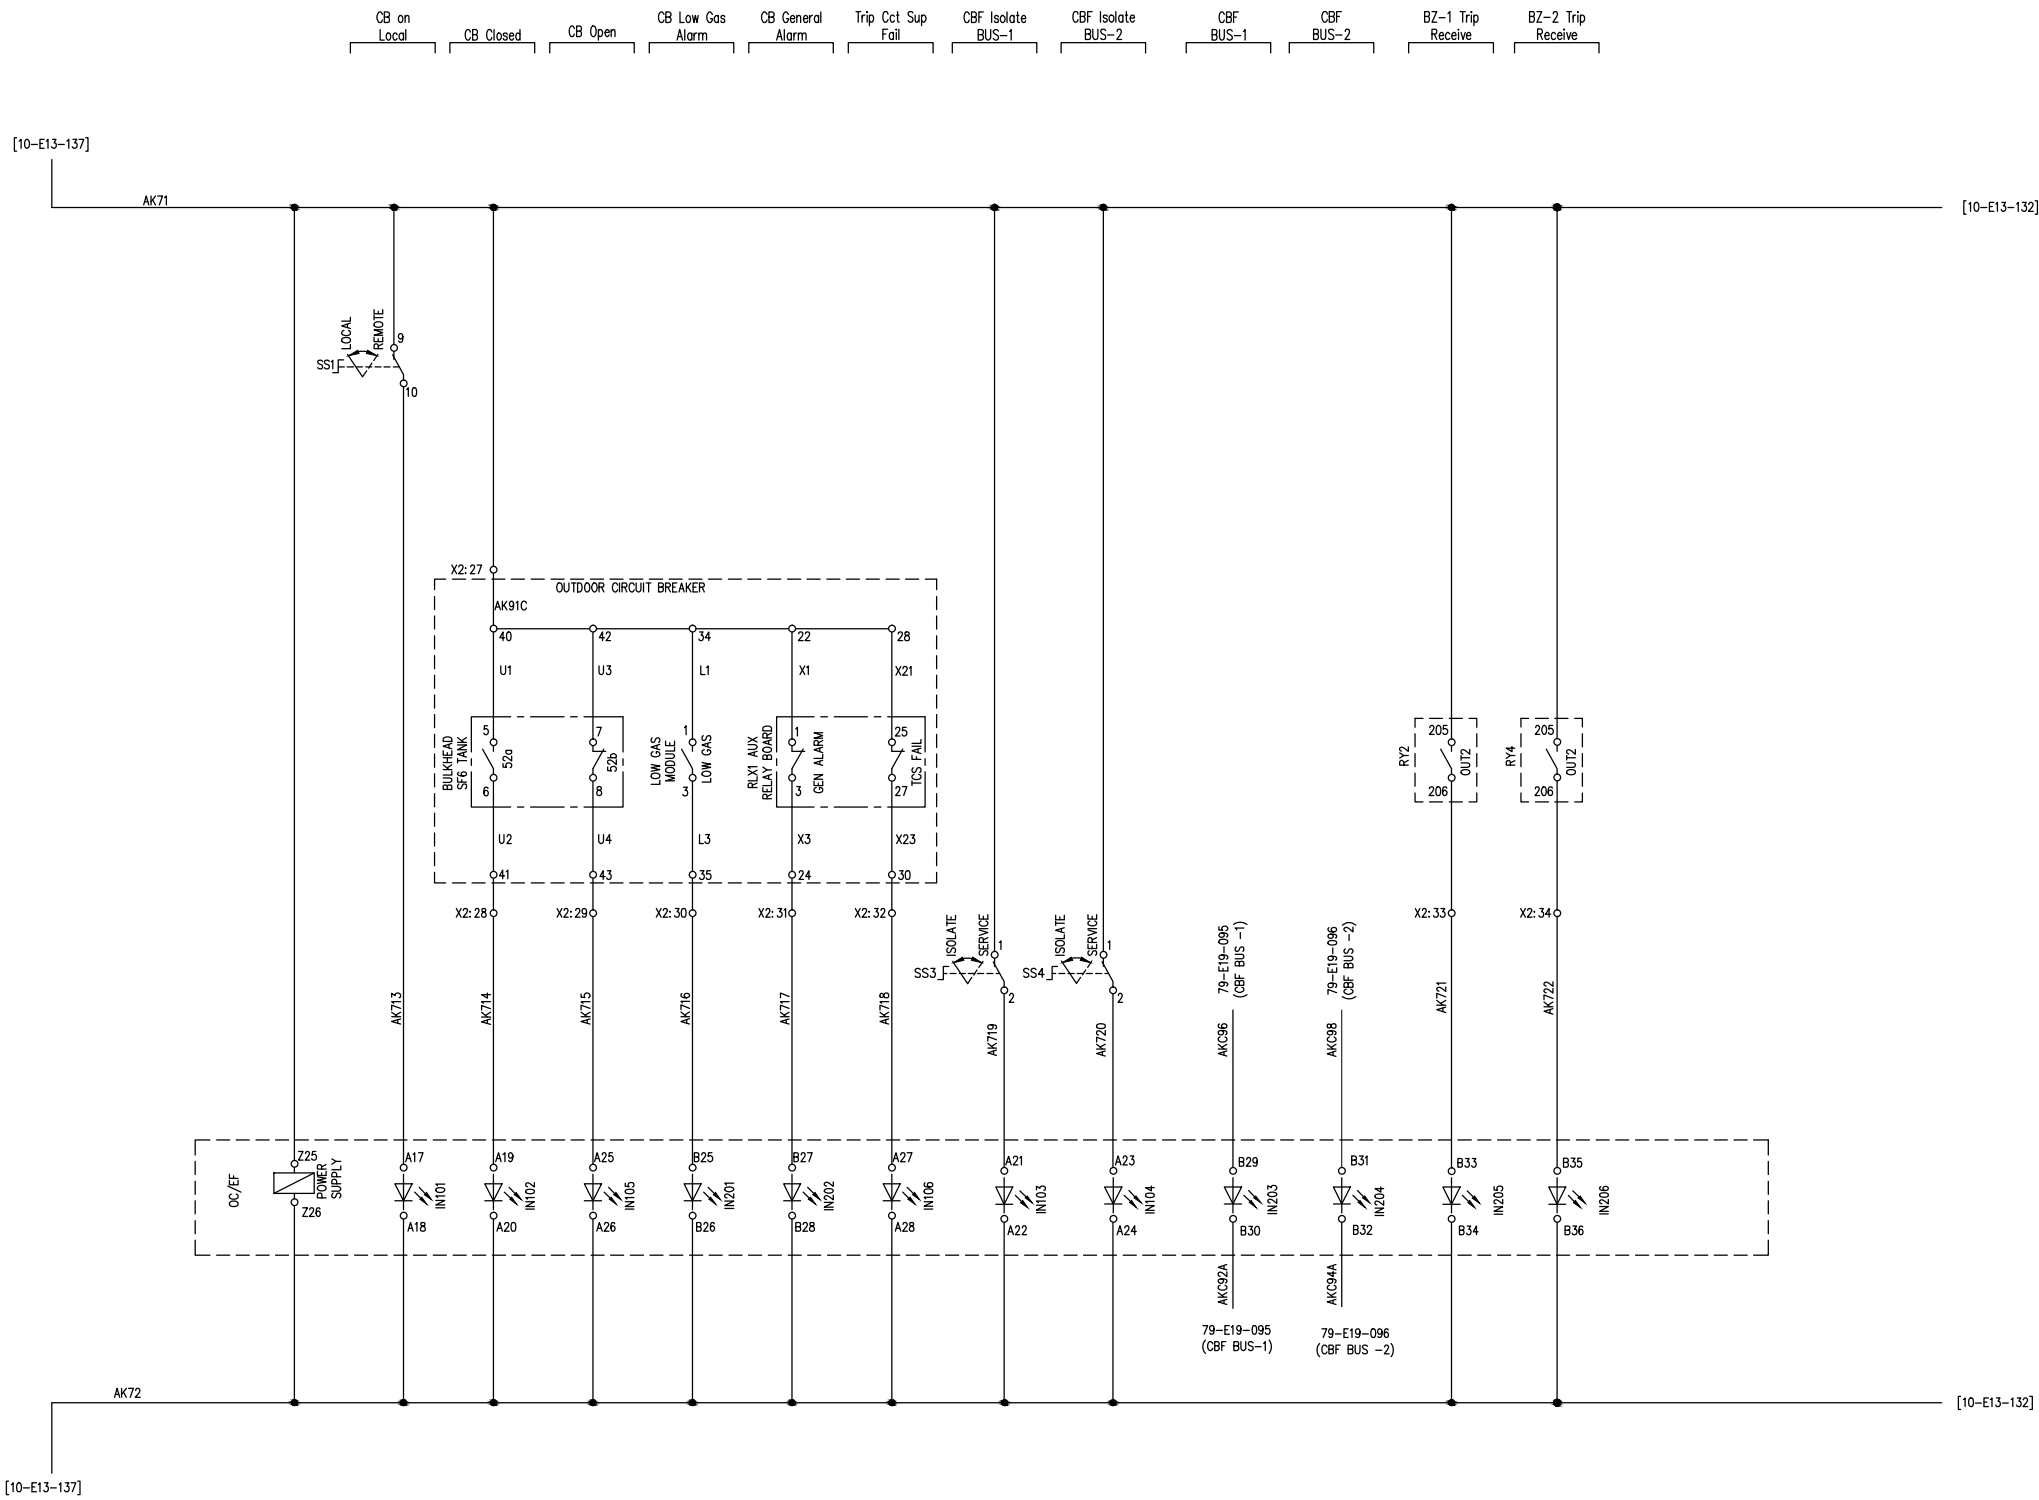 CB on
Local
CB Closed
CB Open
CB Low Gas
Alarm
CB General
Alarm
Trip Cct Sup
Fail
CBF Isolate
BUS-1
CBF Isolate
BUS-2
CBF
BUS-1
CBF
BUS-2
BZ-1 Trip
Receive
BZ-2 Trip
Receive
[10-E13-137]
AK71
[10-E13-132]
LOCAL
REMOTE
9
SS1
10
X2:27
OUTDOOR CIRCUIT BREAKER
AK91C
40
42
34
22
28
U1
U3
L1
X1
X21
BULKHEAD
SF6 TANK
5
52a
6
7
52b
8
LOW GAS
MODULE
1
LOW GAS
3
RLX1 AUX
RELAY BOARD
1
GEN ALARM
3
25
TCS FAIL
27
RY2
205
OUT2
206
RY4
205
OUT2
206
U2
U4
L3
X3
X23
41
43
35
24
30
X2:28
X2:29
X2:30
X2:31
X2:32
X2:33
X2:34
ISOLATE
SERVICE
1
SS3
2
ISOLATE
SERVICE
1
SS4
2
79-E19-095
(CBF BUS -1)
79-E19-096
(CBF BUS -2)
AK713
AK714
AK715
AK716
AK717
AK718
AK719
AK720
AKC96
AKC98
AK721
AK722
OC/EF
Z25
POWER
SUPPLY
Z26
A17
IN101
A18
A19
IN102
A20
A25
IN105
A26
B25
IN201
B26
B27
IN202
B28
A27
IN106
A28
A21
IN103
A22
A23
IN104
A24
B29
IN203
B30
B31
IN204
B32
B33
IN205
B34
B35
IN206
B36
AKC92A
AKC94A
79-E19-095
(CBF BUS-1)
79-E19-096
(CBF BUS -2)
AK72
[10-E13-132]
[10-E13-137]